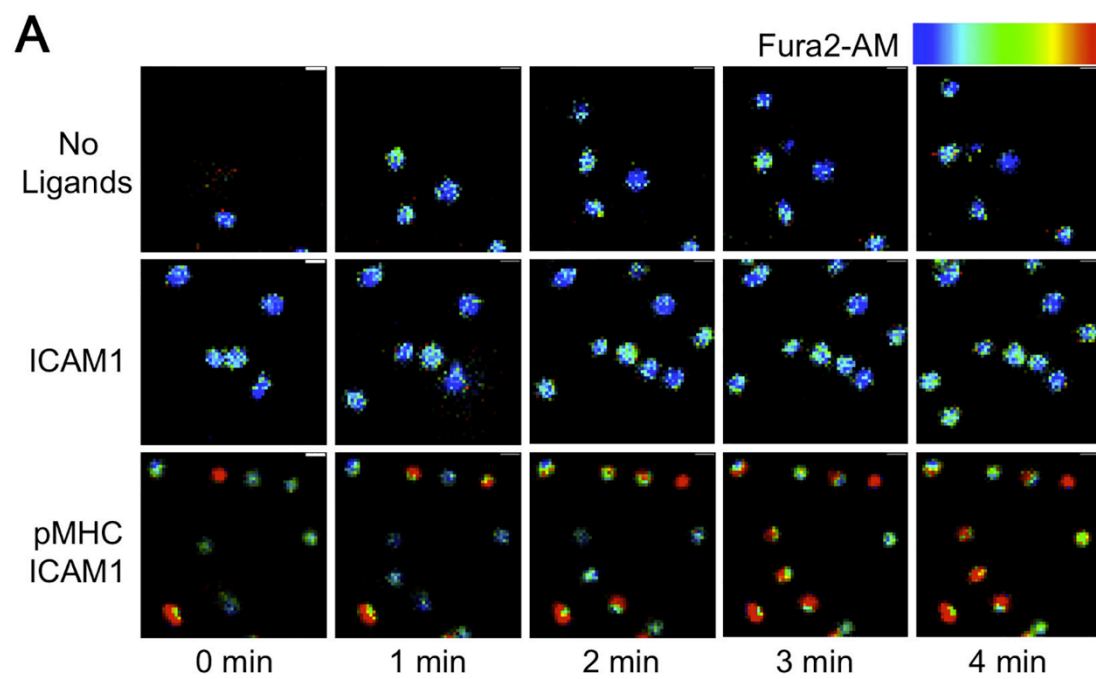 A
Fura2-AM
No
Ligands
ICAM1
pMHC
ICAM1
0 min
1 min
2 min
3 min
4 min